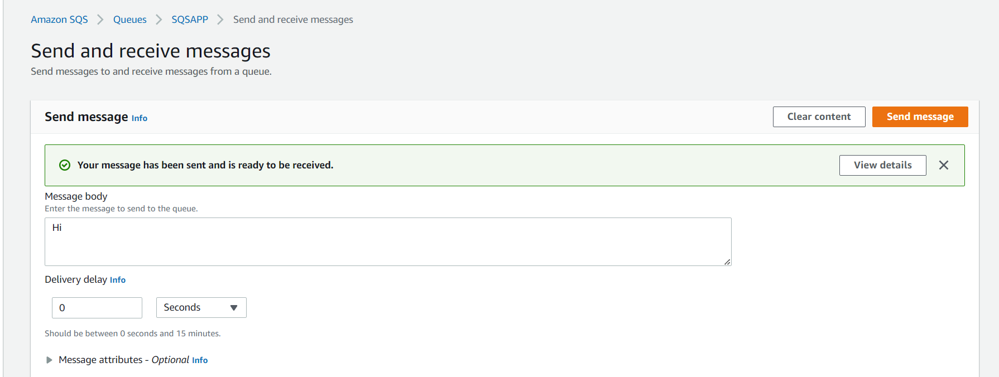 Amazon SQS > Queues > SQSAPP > Send and receive messages
Send and receive messages
Send messages to and receive messages from a queue.
Send message Info
Clear content
Send message
Your message has been sent and is ready to be received.
View details
Message body
Enter the message to send to the queue.
Hi
Delivery delay Info
0
Seconds
Should be between 0 seconds and 15 minutes.
Message attributes - Optional Info